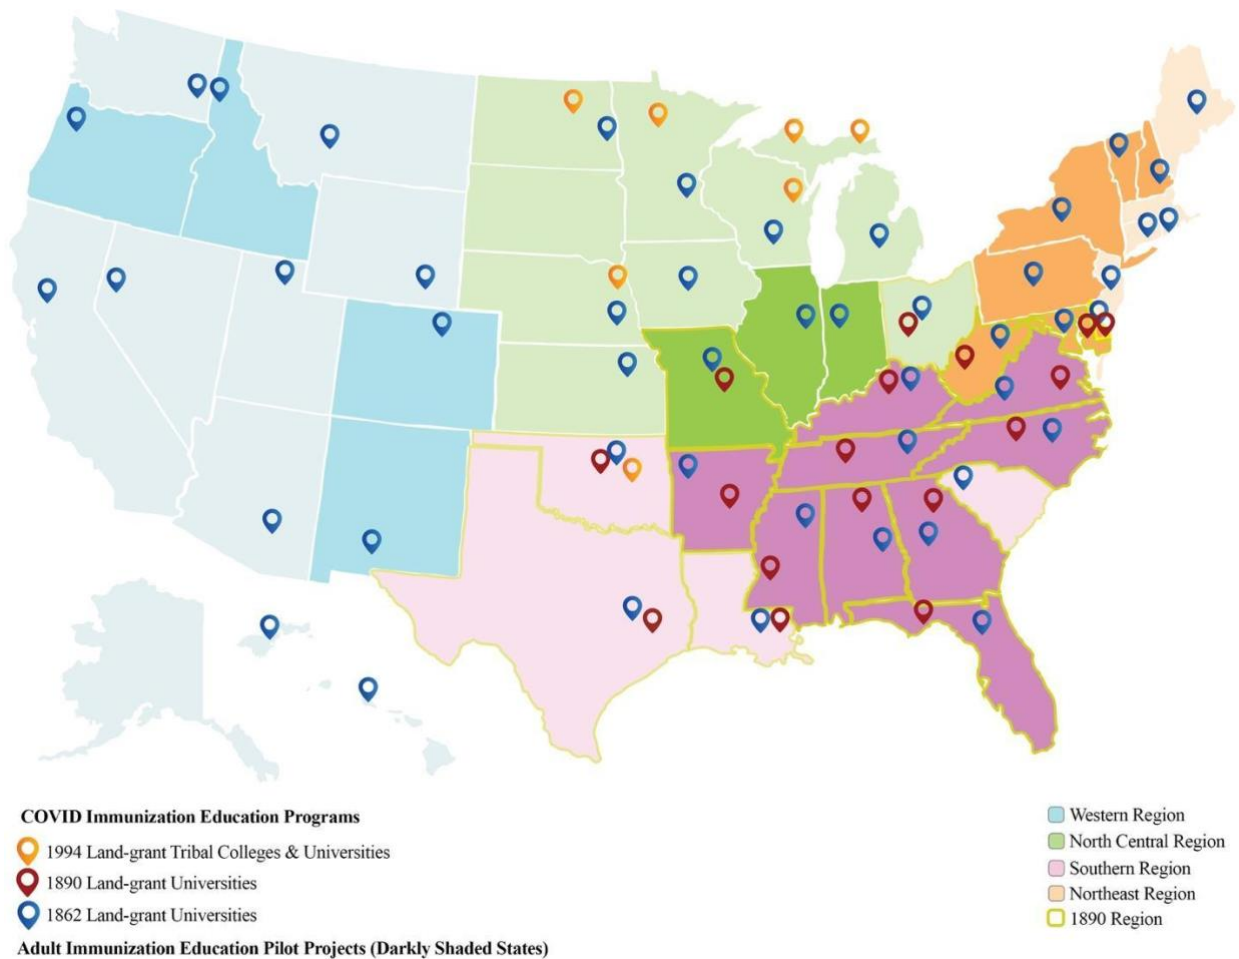 COVID Immunization Education Programs
1994 Land-grant Tribal Colleges & Universities
1890 Land-grant Universities
1862 Land-grant Universities
Adult Immunization Education Pilot Projects (Darkly Shaded States)
Western Region
North Central Region
Southern Region
Northeast Region
1890 Region